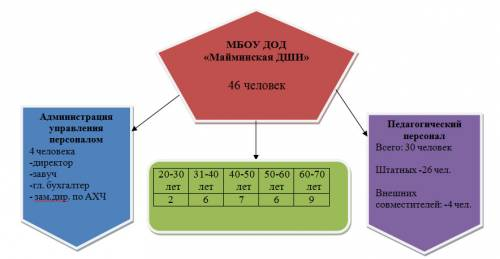 МБОУ ДОД
«Майминская ДШИ»
46 человек
Администрация
управления
персоналом
4 человека
-директор
-завуч
-гл. бухгалтер
- зам.дир. по АХЧ
20-30 31-40 40-50 50-60 60-70
лет лет лет лет лет
2 6 7 6 9
Педагогический
персонал
Всего: 30 человек
Штатных -26 чел.
Внешних
совместителей: -4 чел.